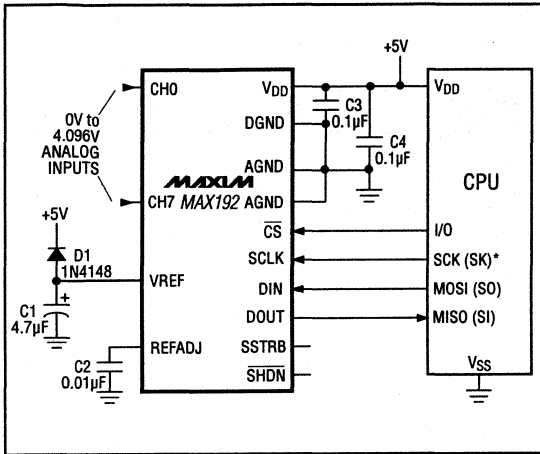 +5V
CH0
VDD
VDD
C3
0.1µF
0V to
4.096V
ANALOG
INPUTS
DGND
C4
0.1µF
AGND
MAXIM
CPU
CH7
MAX192
AGND
+5V
CS
I/O
D1
1N4148
SCLK
SCK (SK)*
VREF
DIN
MOSI (SO)
C1
4.7µF
+
DOUT
MISO (SI)
REFADJ
SSTRB
C2
0.01µF
SHDN
VSS